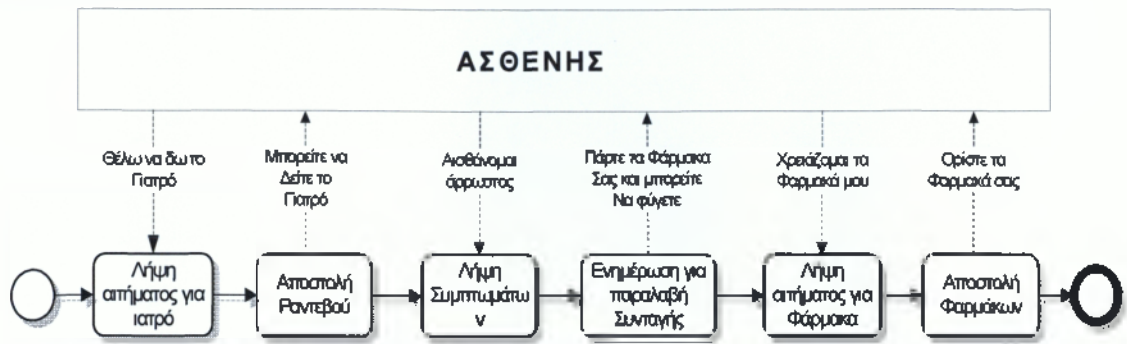 ΑΣΘΕΝΗΣ
Θέλω να δω το
Γιατρό
Μπορείτε να
Δείτε το
Γιατρό
Αισθάνομαι
άρρωστος
Πάρτε τα Φάρμακα
Σας και μπορείτε
Να φύγετε
Χρειάζομαι τα
Φαρμακά μου
Ορίστε τα
Φαρμακά σας
Λήψη
αιτήματος για
ιατρό
Αποστολή
Ραντεβού
Λήψη
Συμπτωμάτω
ν
Ενημέρωση για
παραλαβή
Συνταγής
Λήψη
αιτήματος για
Φάρμακα
Αποστολή
Φαρμάκων